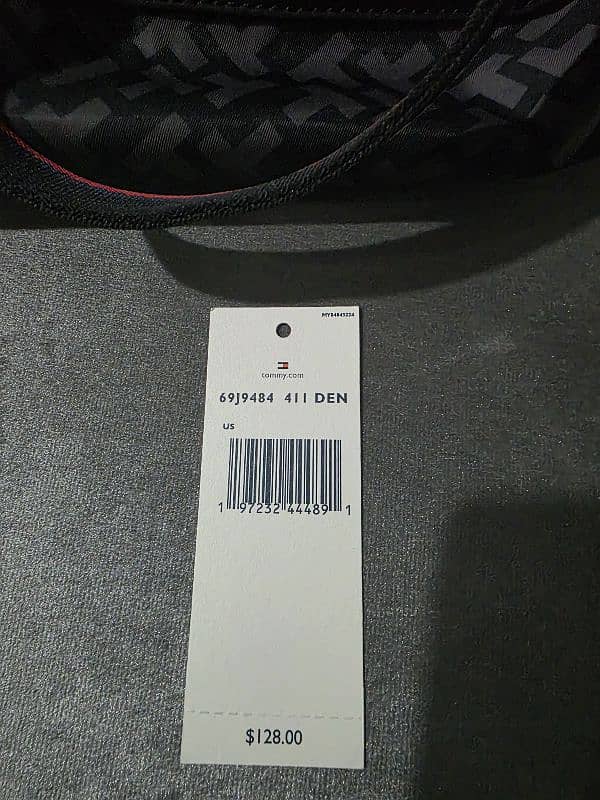 tommy.com
69J9484 411 DEN
US
1 97232 44489 1
$128.00